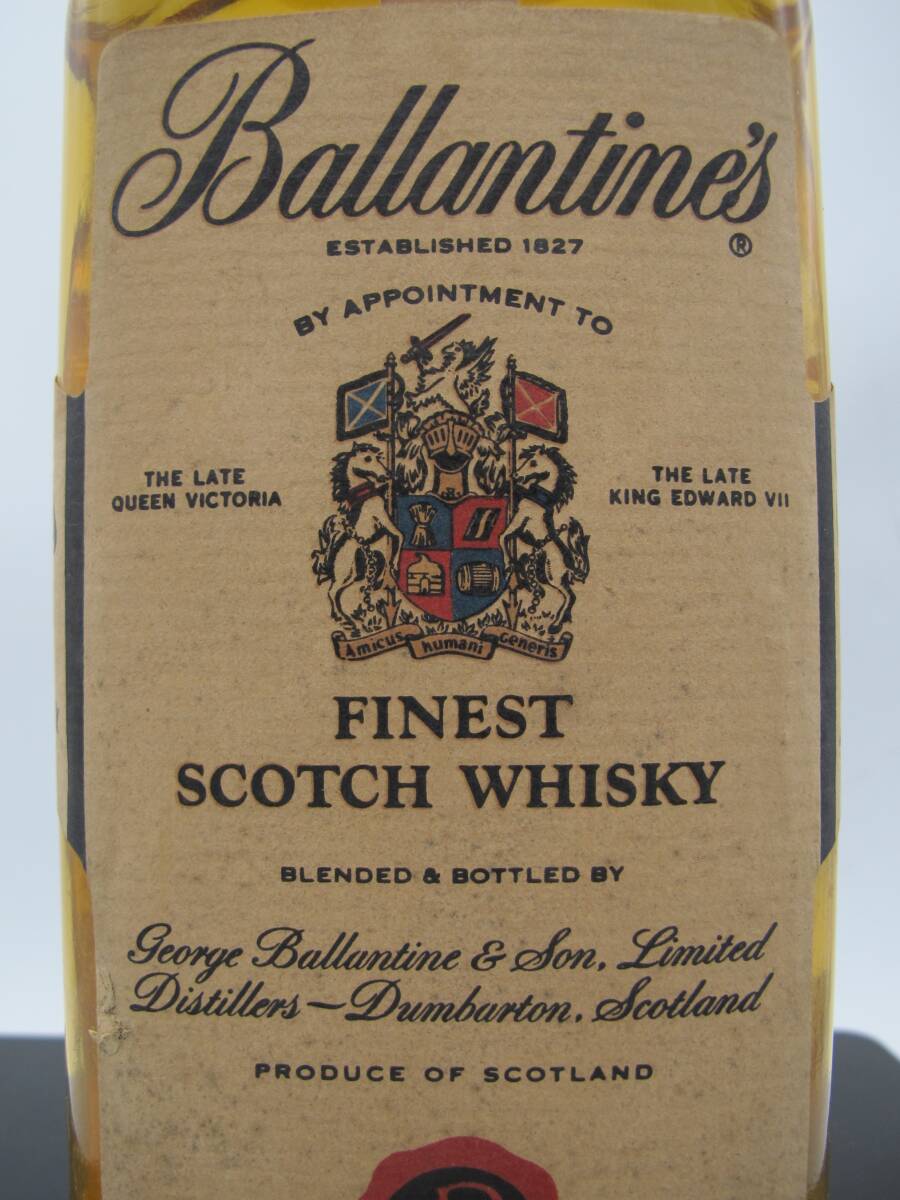 Ballantine's
®
ESTABLISHED 1827
BY APPOINTMENT TO
THE LATE
QUEEN VICTORIA
THE LATE
KING EDWARD VII
Amicus humani generis
FINEST
SCOTCH WHISKY
BLENDED & BOTTLED BY
George Ballantine & Son, Limited
Distillers - Dumbarton, Scotland
PRODUCE OF SCOTLAND